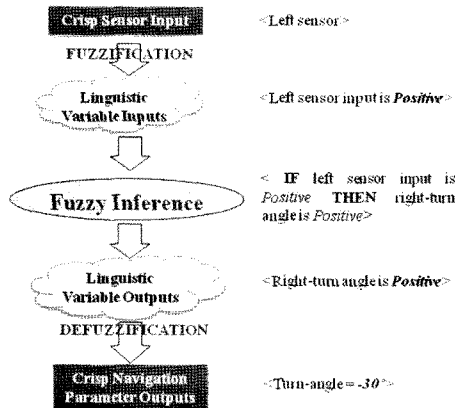 Crisp Sensor Input
<Left sensor>
FUZZIFICATION
Linguistic
Variable Inputs
<Left sensor input is Positive>
Fuzzy Inference
< IF left sensor input is
Positive THEN right-turn
angle is Positive>
Linguistic
Variable Outputs
<Right-turn angle is Positive>
DEFUZZIFICATION
Crisp Navigation
Parameter Outputs
<Turn-angle = -30°>